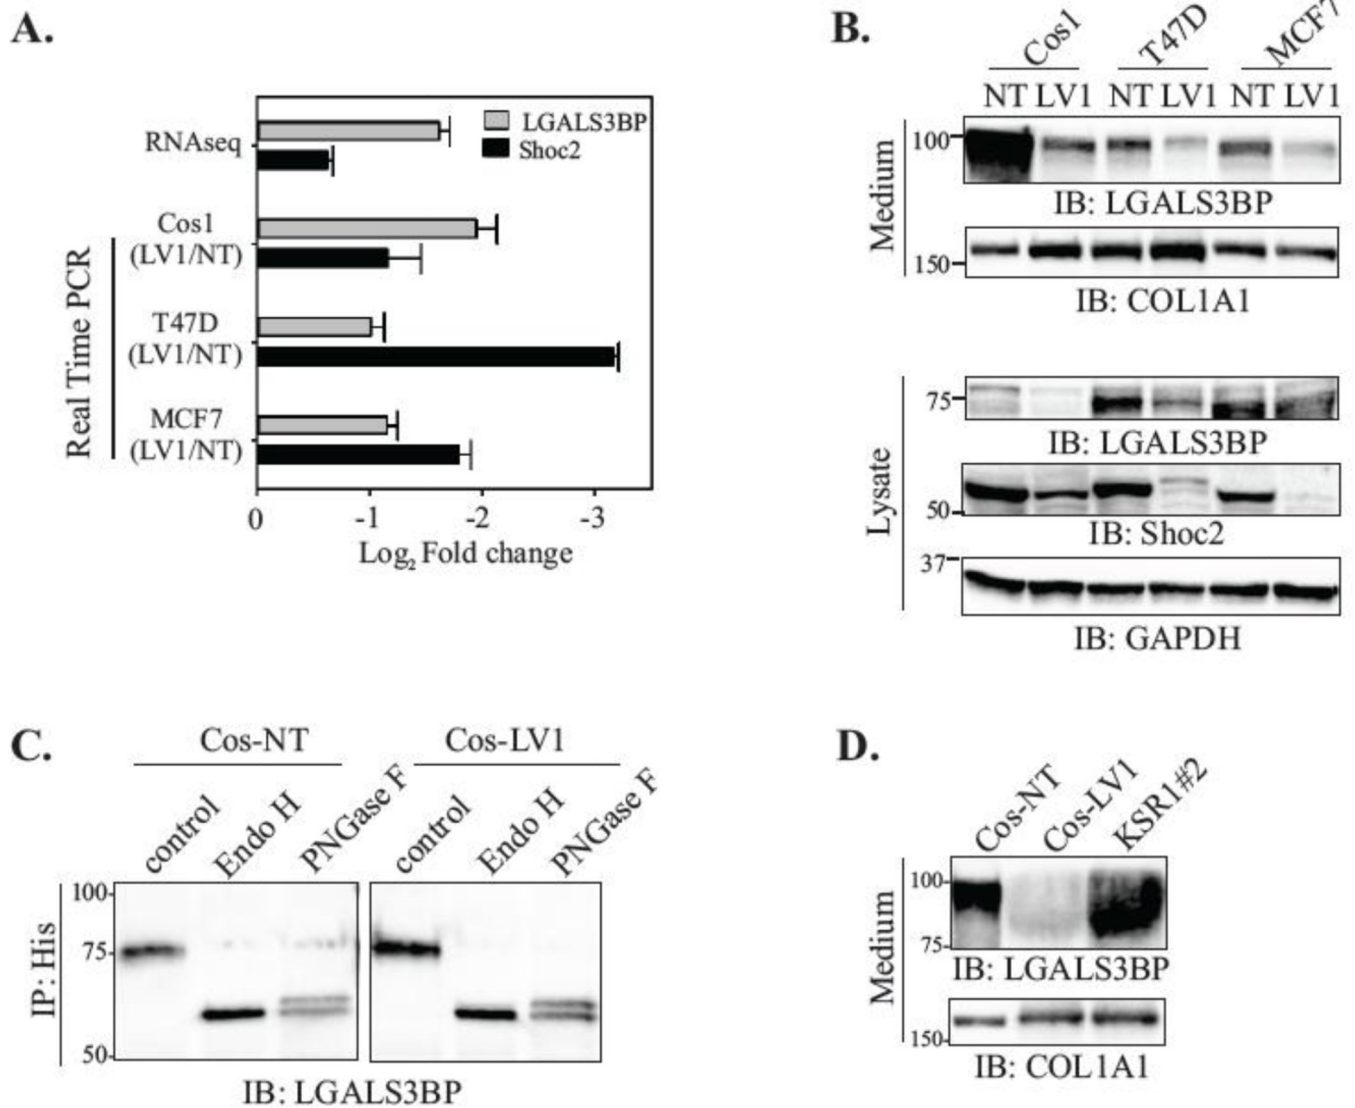 A.
RNAseq
LGALS3BP
Shoc2
Cos1
(LV1/NT)
T47D
(LV1/NT)
MCF7
(LV1/NT)
Real Time PCR
0 -1 -2 -3
Log2 Fold change
B.
Cos1 T47D MCF7
NT LV1 NT LV1 NT LV1
Medium
100
IB: LGALS3BP
150
IB: COL1A1
Lysate
75
IB: LGALS3BP
50
IB: Shoc2
37
IB: GAPDH
C.
Cos-NT Cos-LV1
control Endo H PNGase F control Endo H PNGase F
IP: His
100
75
50
IB: LGALS3BP
D.
Cos-NT Cos-LV1 KSR1#2
Medium
100
75
IB: LGALS3BP
150
IB: COL1A1